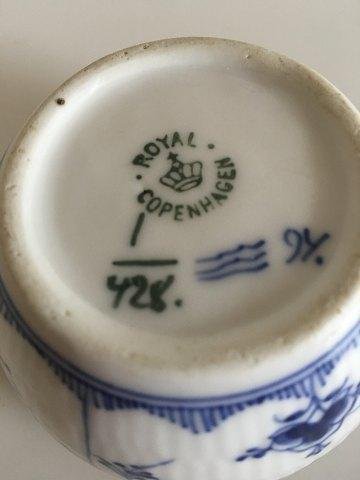 · ROYAL ·
COPENHAGEN
1
428.
94.